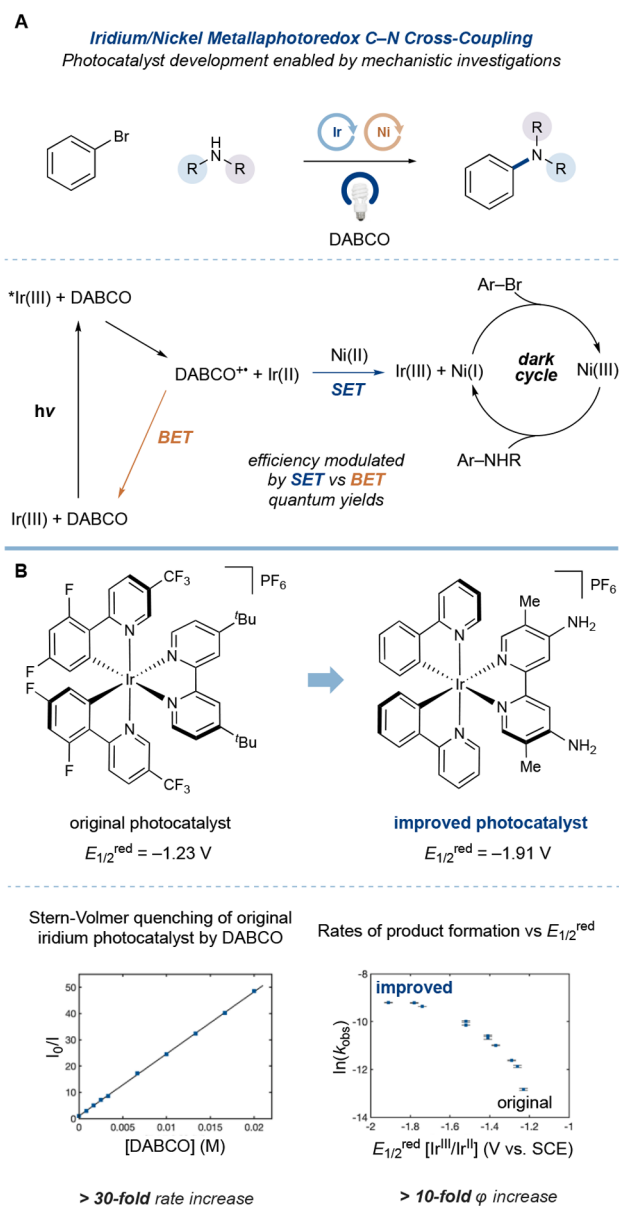 A
Iridium/Nickel Metallaphotoredox C–N Cross-Coupling
Photocatalyst development enabled by mechanistic investigations
Br
H
N
R R
Ir Ni
DABCO
R
N
R
*Ir(III) + DABCO
hν
DABCO⁺• + Ir(II)
BET
Ir(III) + DABCO
Ni(II)
SET
Ir(III) + Ni(I)
Ar–Br
dark
cycle
Ni(III)
Ar–NHR
efficiency modulated
by SET vs BET
quantum yields
B
CF₃
PF₆
F
ᵗBu
N
N
F
Ir
F
N
N
ᵗBu
F
CF₃
original photocatalyst
E₁/₂ʳᵉᵈ = –1.23 V
PF₆
Me
NH₂
N
N
Ir
N
N
NH₂
Me
improved photocatalyst
E₁/₂ʳᵉᵈ = –1.91 V
Stern-Volmer quenching of original
iridium photocatalyst by DABCO
I₀/I
50
40
30
20
10
0
0 0.005 0.01 0.015 0.02
[DABCO] (M)
> 30-fold rate increase
Rates of product formation vs E₁/₂ʳᵉᵈ
ln(kobs)
-8
-10
-12
-14
improved
original
-2 -1.8 -1.6 -1.4 -1.2 -1
E₁/₂ʳᵉᵈ [Irᴵᴵᴵ/Irᴵᴵ] (V vs. SCE)
> 10-fold φ increase